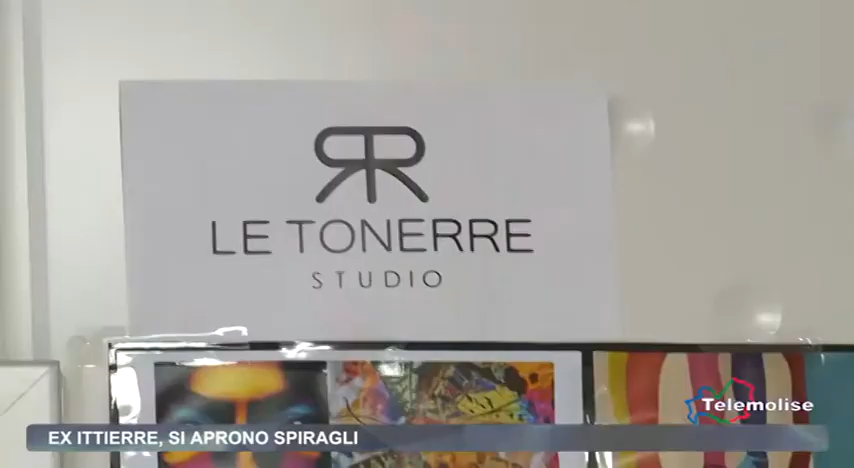 LE TONERRE
STUDIO
Telemolise
EX ITTIERRE, SI APRONO SPIRAGLI